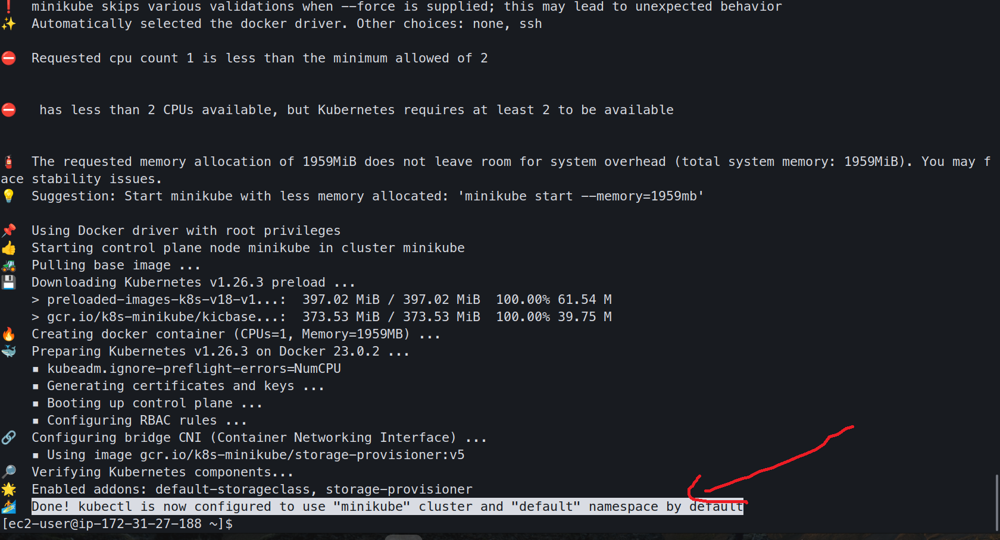 minikube skips various validations when --force is supplied; this may lead to unexpected behavior
Automatically selected the docker driver. Other choices: none, ssh
Requested cpu count 1 is less than the minimum allowed of 2
has less than 2 CPUs available, but Kubernetes requires at least 2 to be available
The requested memory allocation of 1959MiB does not leave room for system overhead (total system memory: 1959MiB). You may f
ace stability issues.
Suggestion: Start minikube with less memory allocated: 'minikube start --memory=1959mb'
Using Docker driver with root privileges
Starting control plane node minikube in cluster minikube
Pulling base image ...
Downloading Kubernetes v1.26.3 preload ...
> preloaded-images-k8s-v18-v1...:  397.02 MiB / 397.02 MiB  100.00% 61.54 M
> gcr.io/k8s-minikube/kicbase...:  373.53 MiB / 373.53 MiB  100.00% 39.75 M
Creating docker container (CPUs=1, Memory=1959MB) ...
Preparing Kubernetes v1.26.3 on Docker 23.0.2 ...
▪ kubeadm.ignore-preflight-errors=NumCPU
▪ Generating certificates and keys ...
▪ Booting up control plane ...
▪ Configuring RBAC rules ...
Configuring bridge CNI (Container Networking Interface) ...
▪ Using image gcr.io/k8s-minikube/storage-provisioner:v5
Verifying Kubernetes components...
Enabled addons: default-storageclass, storage-provisioner
Done! kubectl is now configured to use "minikube" cluster and "default" namespace by default
[ec2-user@ip-172-31-27-188 ~]$